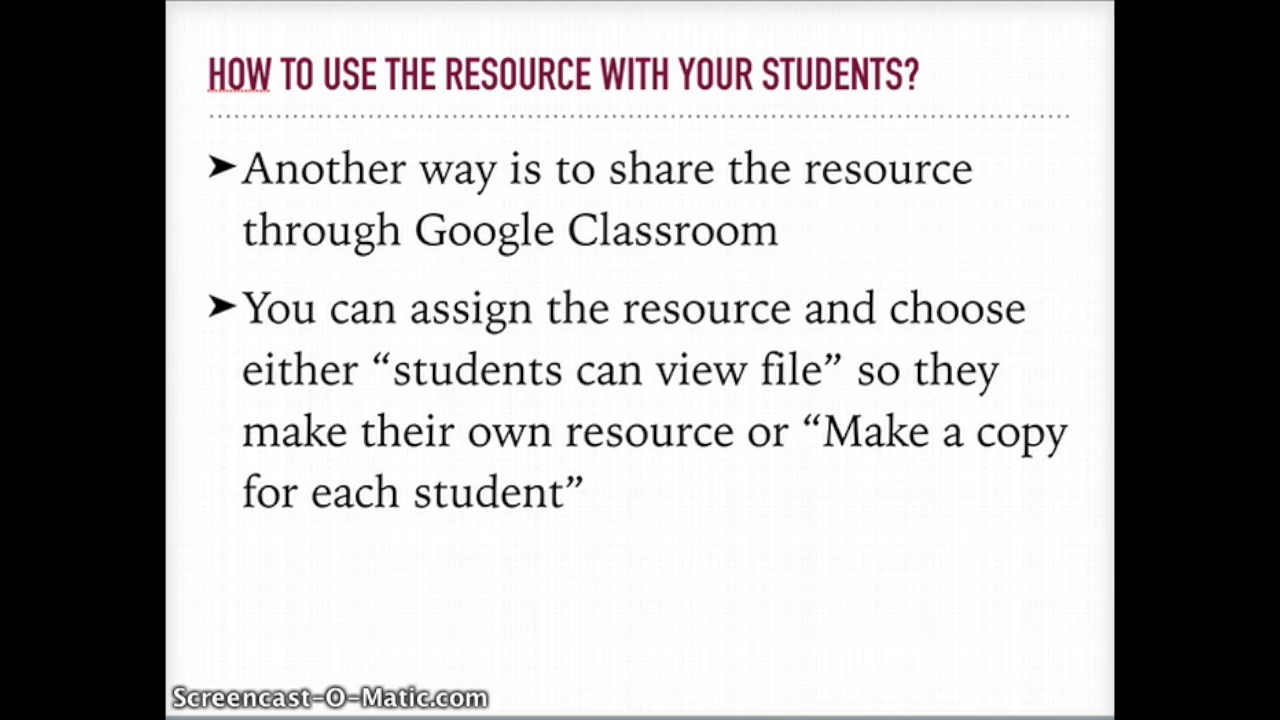 HOW TO USE THE RESOURCE WITH YOUR STUDENTS?
➤Another way is to share the resource
through Google Classroom
➤You can assign the resource and choose
either “students can view file” so they
make their own resource or “Make a copy
for each student”
Screencast-O-Matic.com